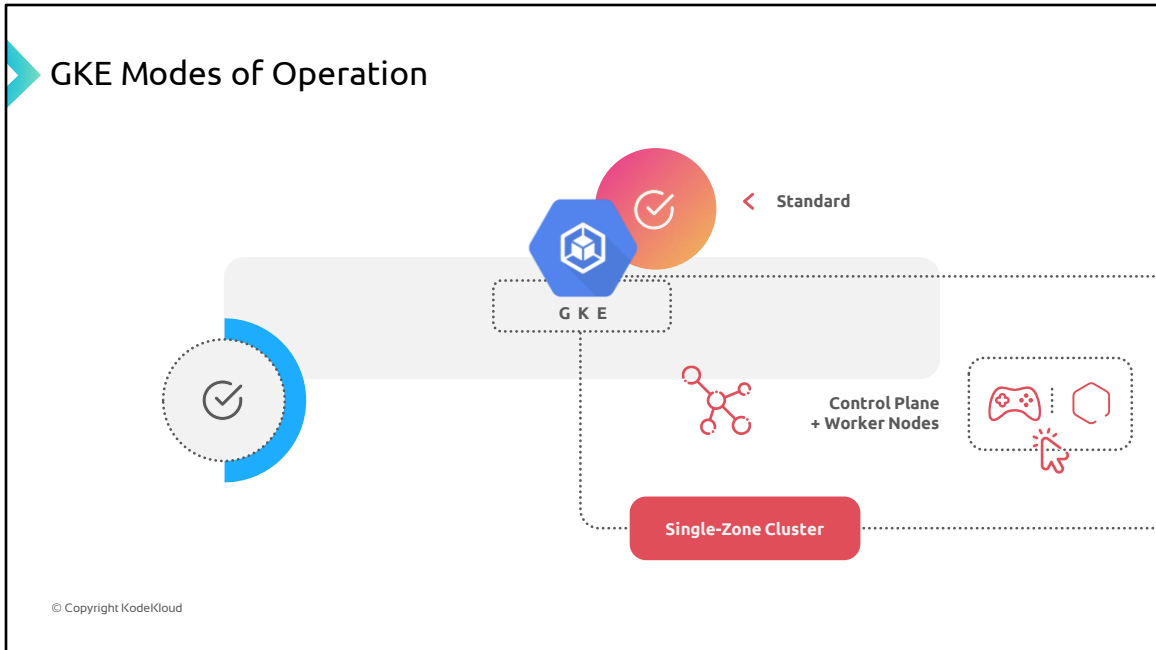 GKE Modes of Operation
Standard
G K E
Control Plane
+ Worker Nodes
Single-Zone Cluster
© Copyright KodeKloud